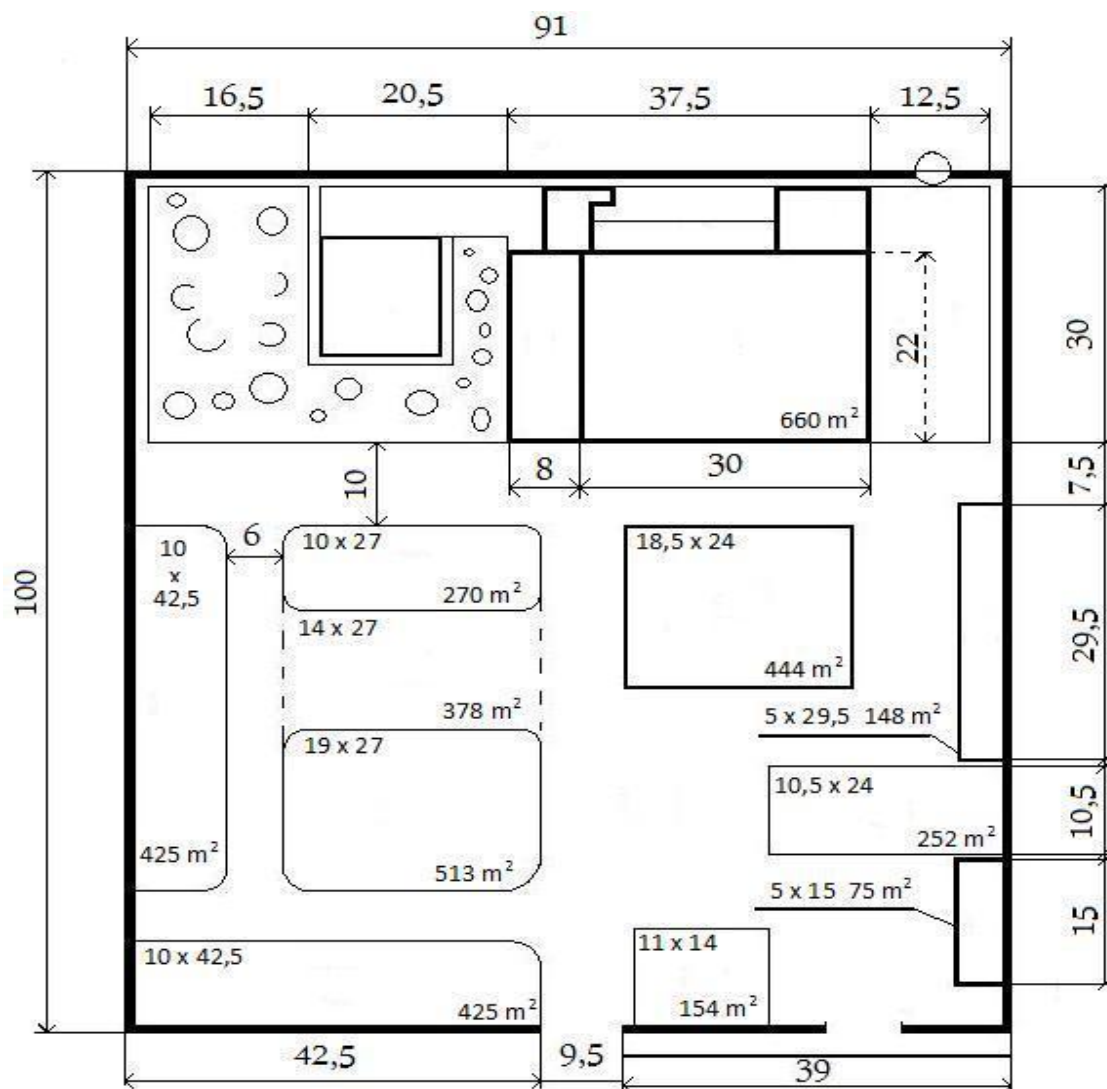 91
16,5
20,5
37,5
12,5
30
22
660 m²
8
30
10
7,5
100
6
10
x
42,5
10 x 27
270 m²
14 x 27
378 m²
18,5 x 24
444 m²
29,5
5 x 29,5 148 m²
19 x 27
10,5 x 24
10,5
425 m²
513 m²
252 m²
5 x 15 75 m²
15
10 x 42,5
425 m²
11 x 14
154 m²
42,5
9,5
39